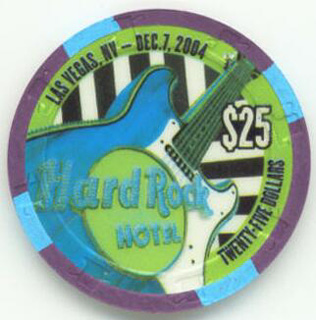 LAS VEGAS, NV – DEC. 7, 2004
$25
Hard Rock
HOTEL
TWENTY-FIVE DOLLARS